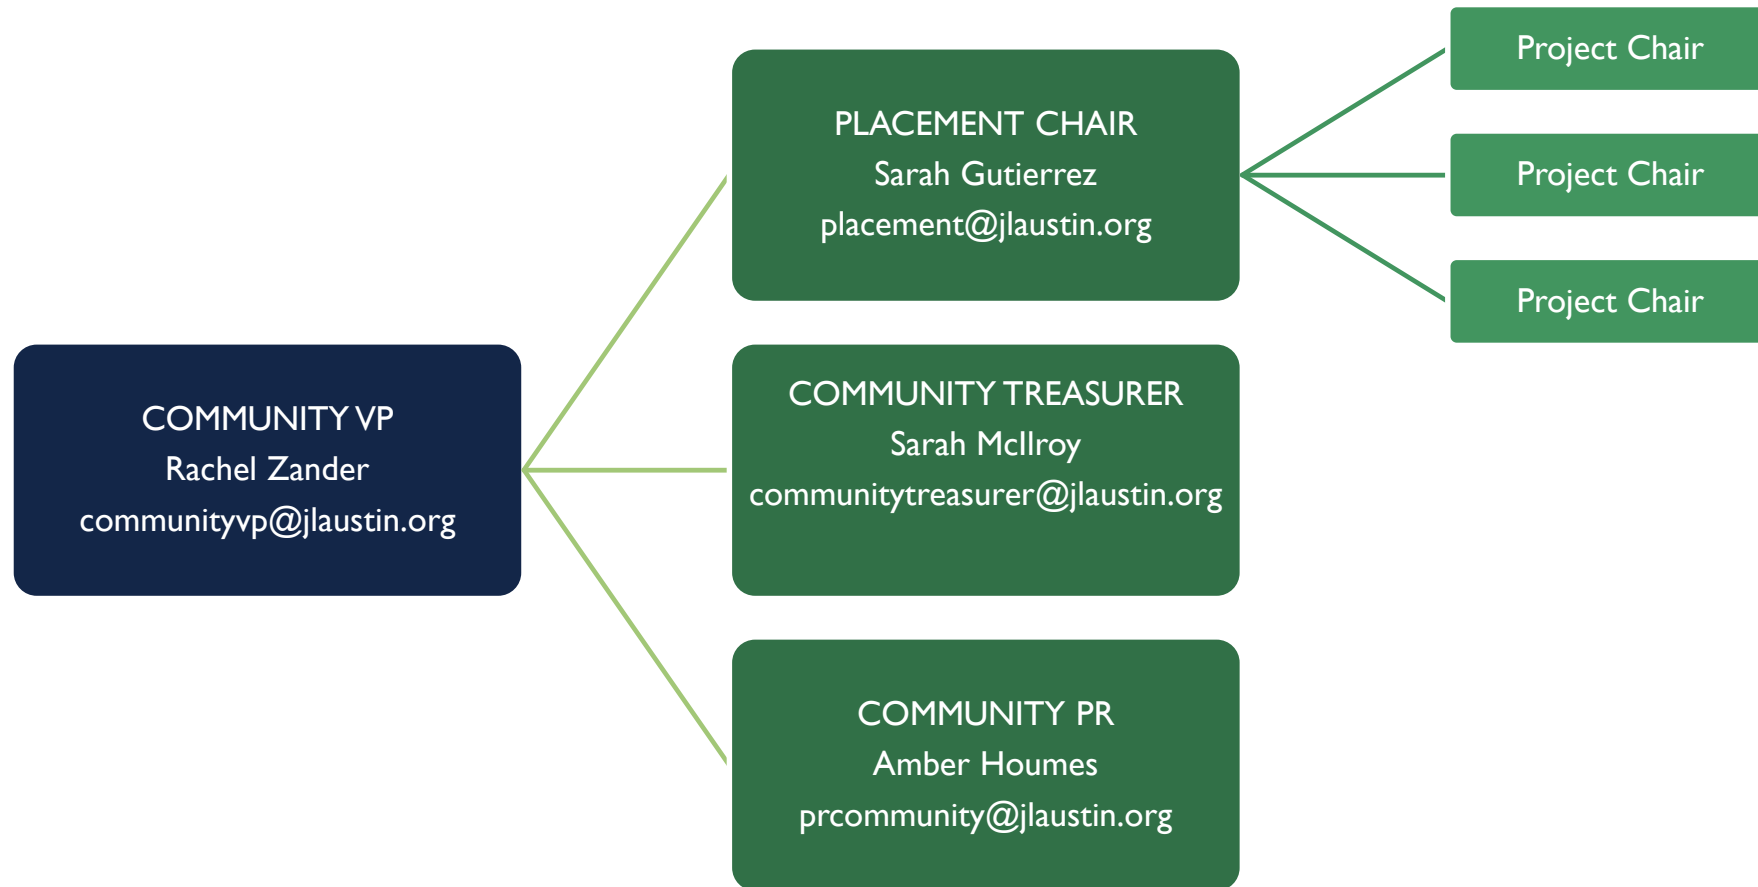 COMMUNITY VP
Rachel Zander
communityvp@jlaustin.org
PLACEMENT CHAIR
Sarah Gutierrez
placement@jlaustin.org
COMMUNITY TREASURER
Sarah McIlroy
communitytreasurer@jlaustin.org
COMMUNITY PR
Amber Houmes
prcommunity@jlaustin.org
Project Chair
Project Chair
Project Chair